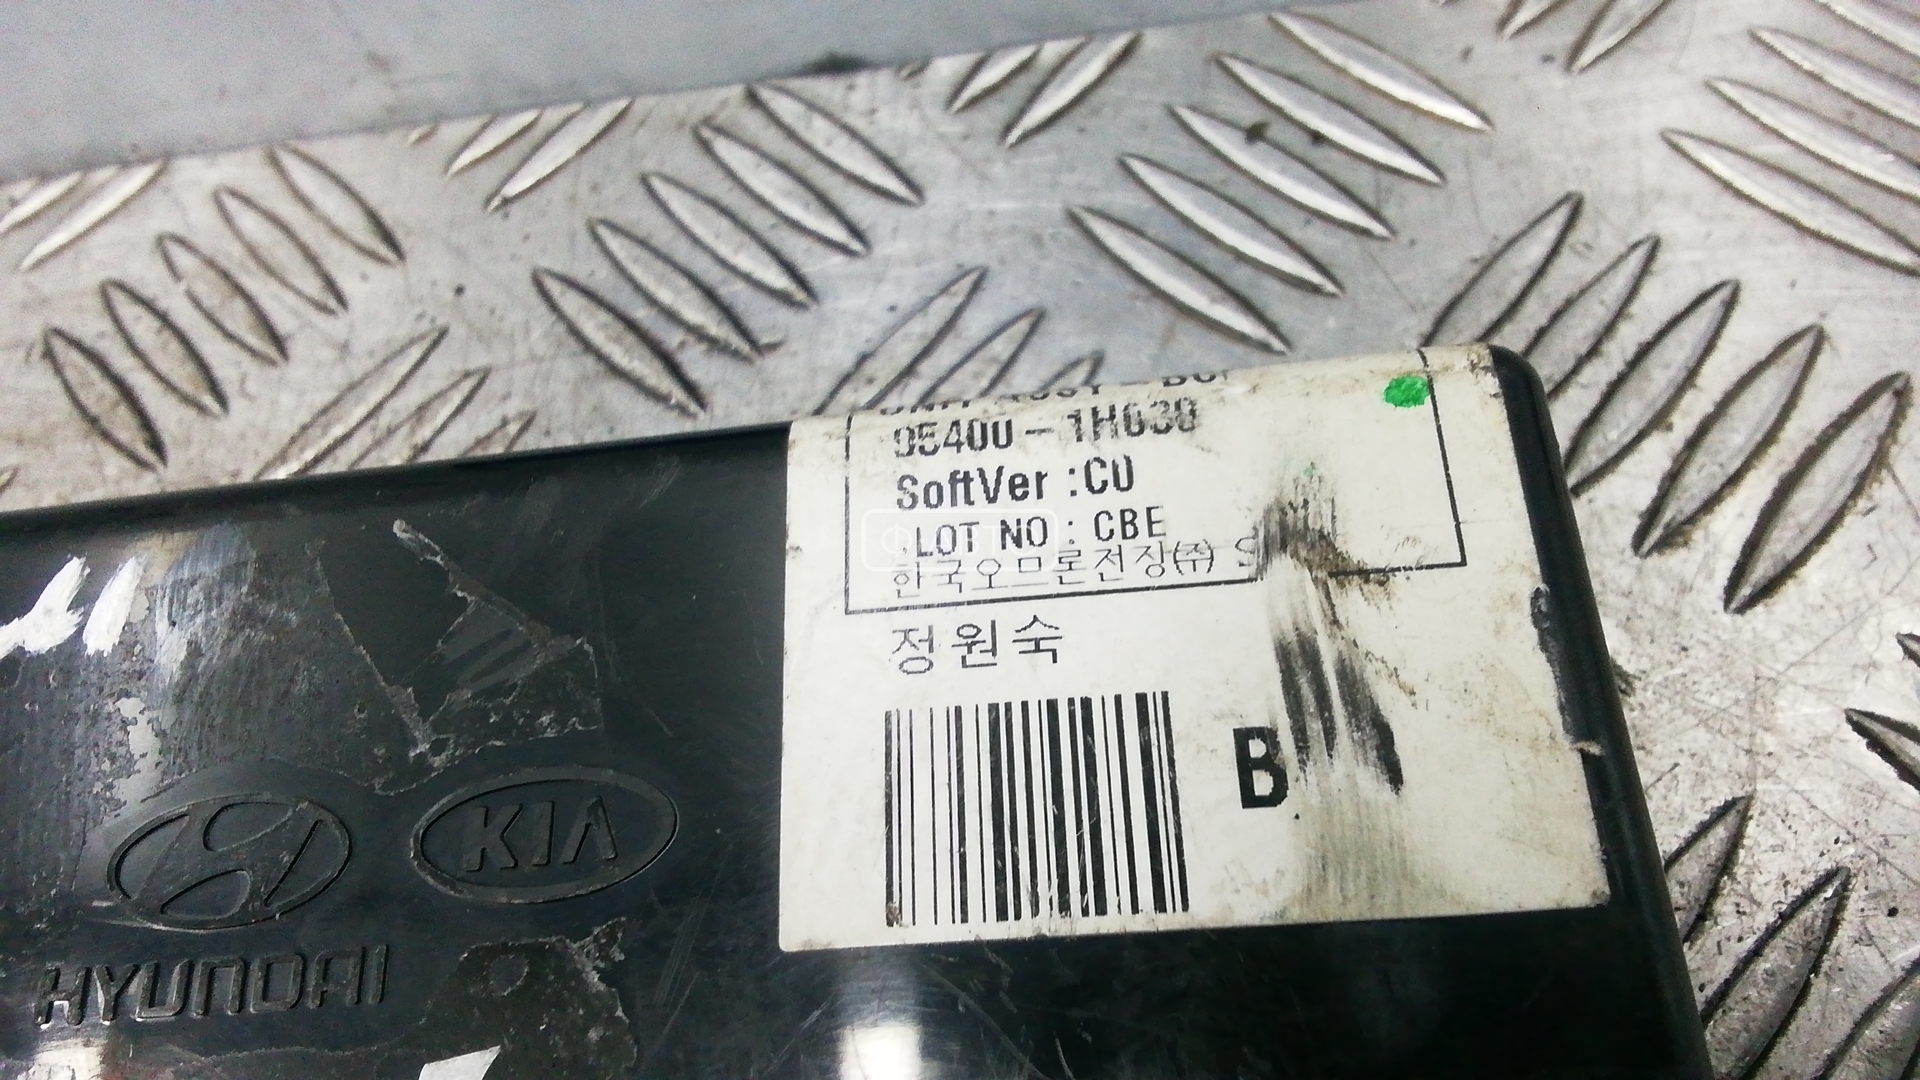 95400-1H030
SoftVer :C0
LOT NO : CBE
한국오므론전장㈜
정원숙
B
KIA
HYUNDAI